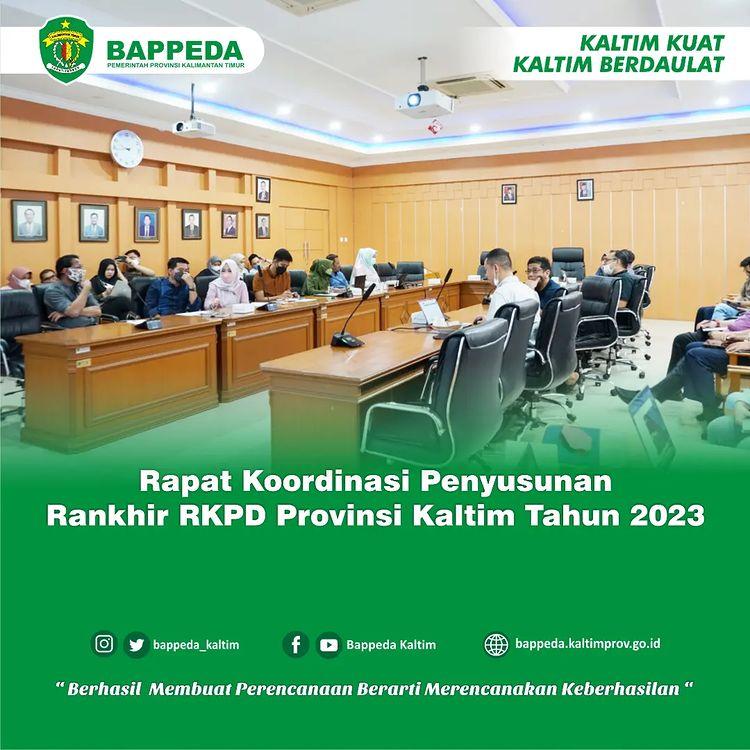 BAPPEDA
PEMERINTAH PROVINSI KALIMANTAN TIMUR
KALTIM KUAT
KALTIM BERDAULAT
Rapat Koordinasi Penyusunan
Rankhir RKPD Provinsi Kaltim Tahun 2023
bappeda_kaltim
Bappeda Kaltim
bappeda.kaltimprov.go.id
“ Berhasil Membuat Perencanaan Berarti Merencanakan Keberhasilan “